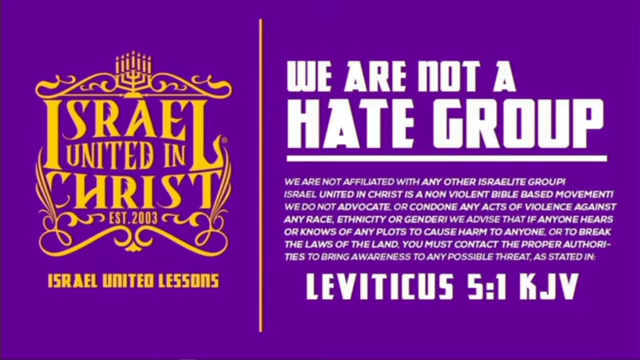 ISRAEL
UNITED IN
CHRIST
EST.2003
ISRAEL UNITED LESSONS
WE ARE NOT A
HATE GROUP
WE ARE NOT AFFILIATED WITH ANY OTHER ISRAELITE GROUP!
ISRAEL UNITED IN CHRIST IS A NON VIOLENT BIBLE BASED MOVEMENT!
WE DO NOT ADVOCATE, OR CONDONE ANY ACTS OF VIOLENCE AGAINST
ANY RACE, ETHNICITY OR GENDER! WE ADVISE THAT IF ANYONE HEARS
OR KNOWS OF ANY PLOTS TO CAUSE HARM TO ANYONE, OR TO BREAK
THE LAWS OF THE LAND, YOU MUST CONTACT THE PROPER AUTHORI-
TIES TO BRING AWARENESS TO ANY POSSIBLE THREAT, AS STATED IN:
LEVITICUS 5:1 KJV